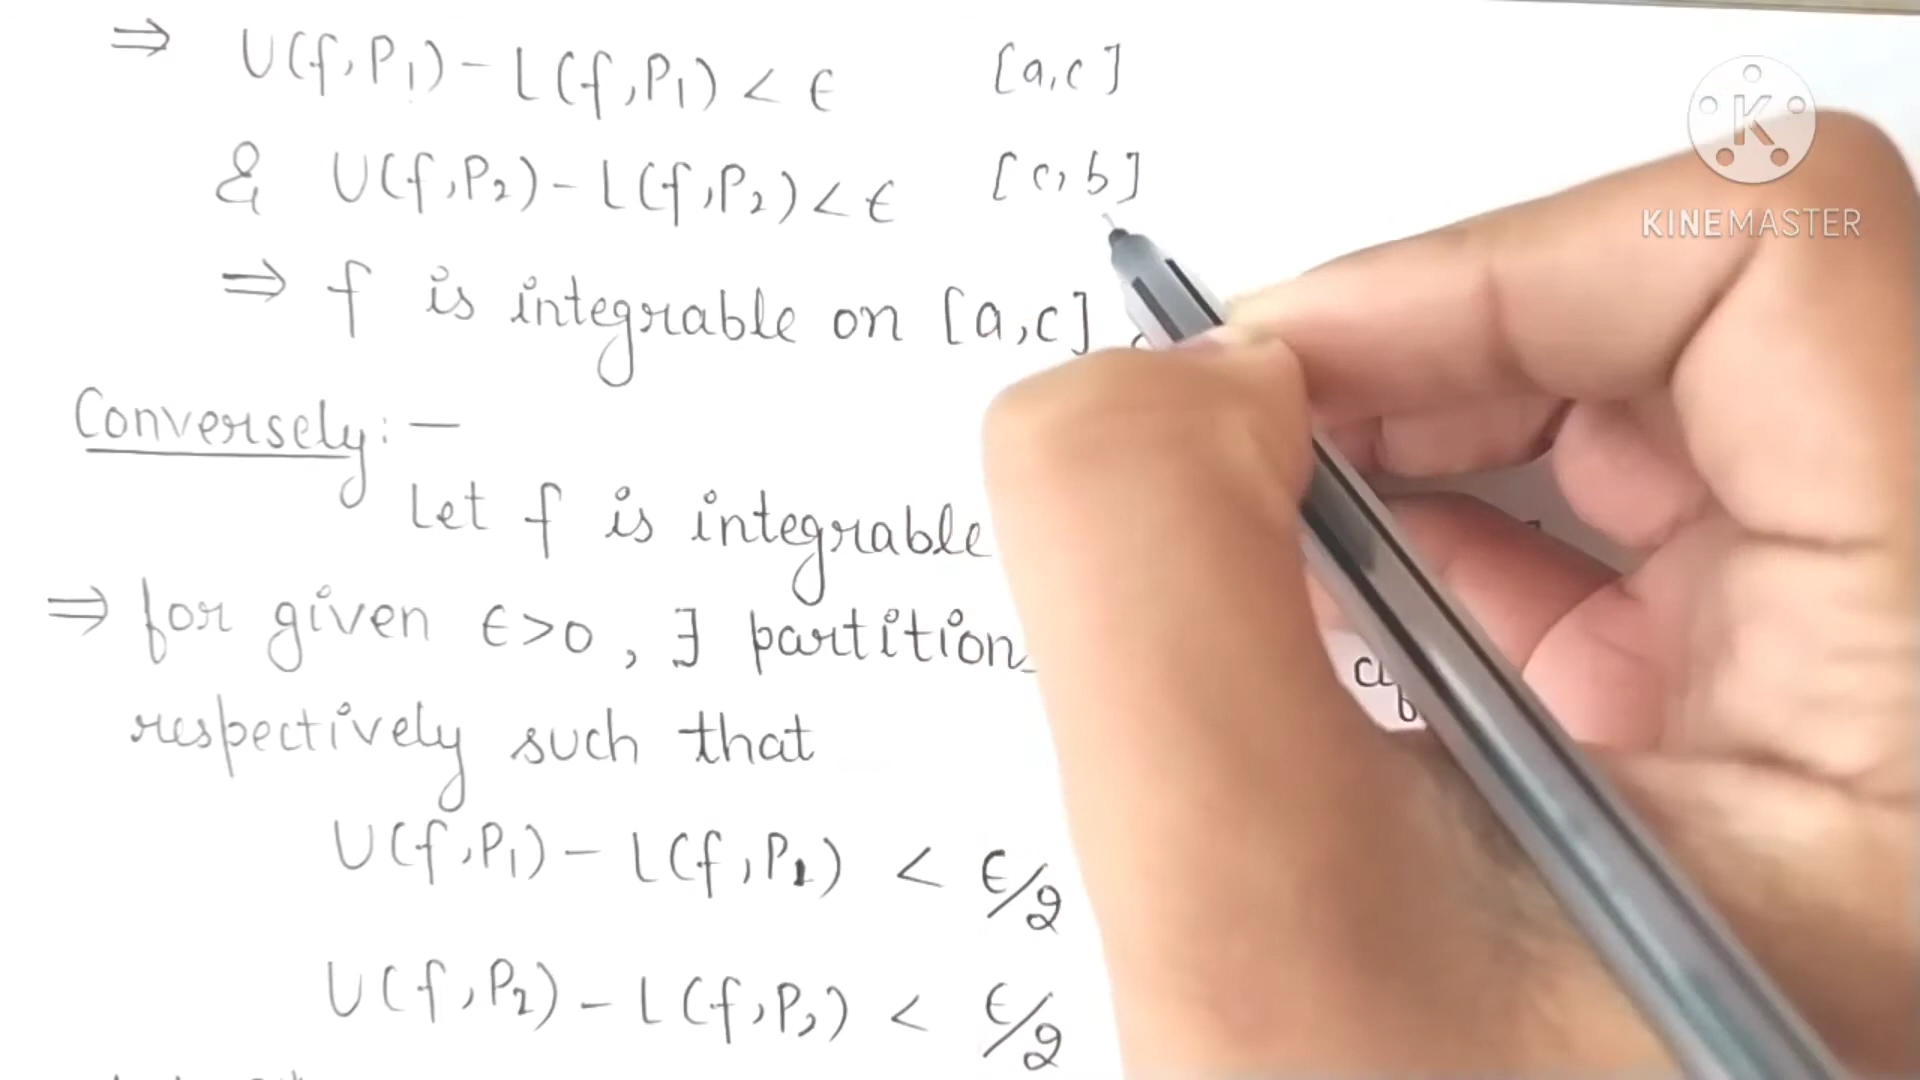 ⇒ U(f,P₁) - L(f,P₁) < ϵ [a,c]
& U(f,P₂) - L(f,P₂) < ϵ [c,b]
⇒ f is integrable on [a,c]
Conversely:-
Let f is integrable
⇒ for given ϵ>0, ∃ partition
respectively such that
U(f,P₁) - L(f,P₁) < ϵ/2
U(f,P₂) - L(f,P₂) < ϵ/2
K
KINEMASTER